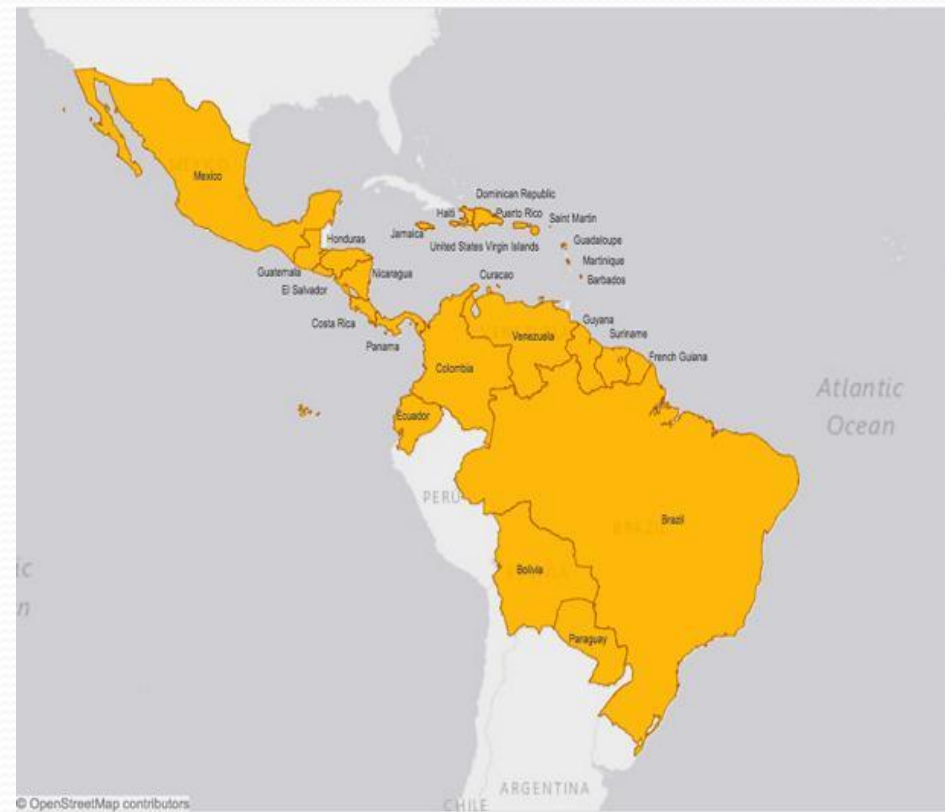 Mexico
Dominican Republic
Haiti
Puerto Rico
Saint Martin
Jamaica
United States Virgin Islands
Guadaloupe
Honduras
Martinique
Guatemala
Nicaragua
Curacao
Barbados
El Salvador
Costa Rica
Guyana
Suriname
Panama
Venezuela
French Guiana
Colombia
Atlantic
Ocean
Ecuador
PERU
Brazil
BRAZIL
ic
n
Bolivia
Paraguay
ARGENTINA
CHILE
© OpenStreetMap contributors